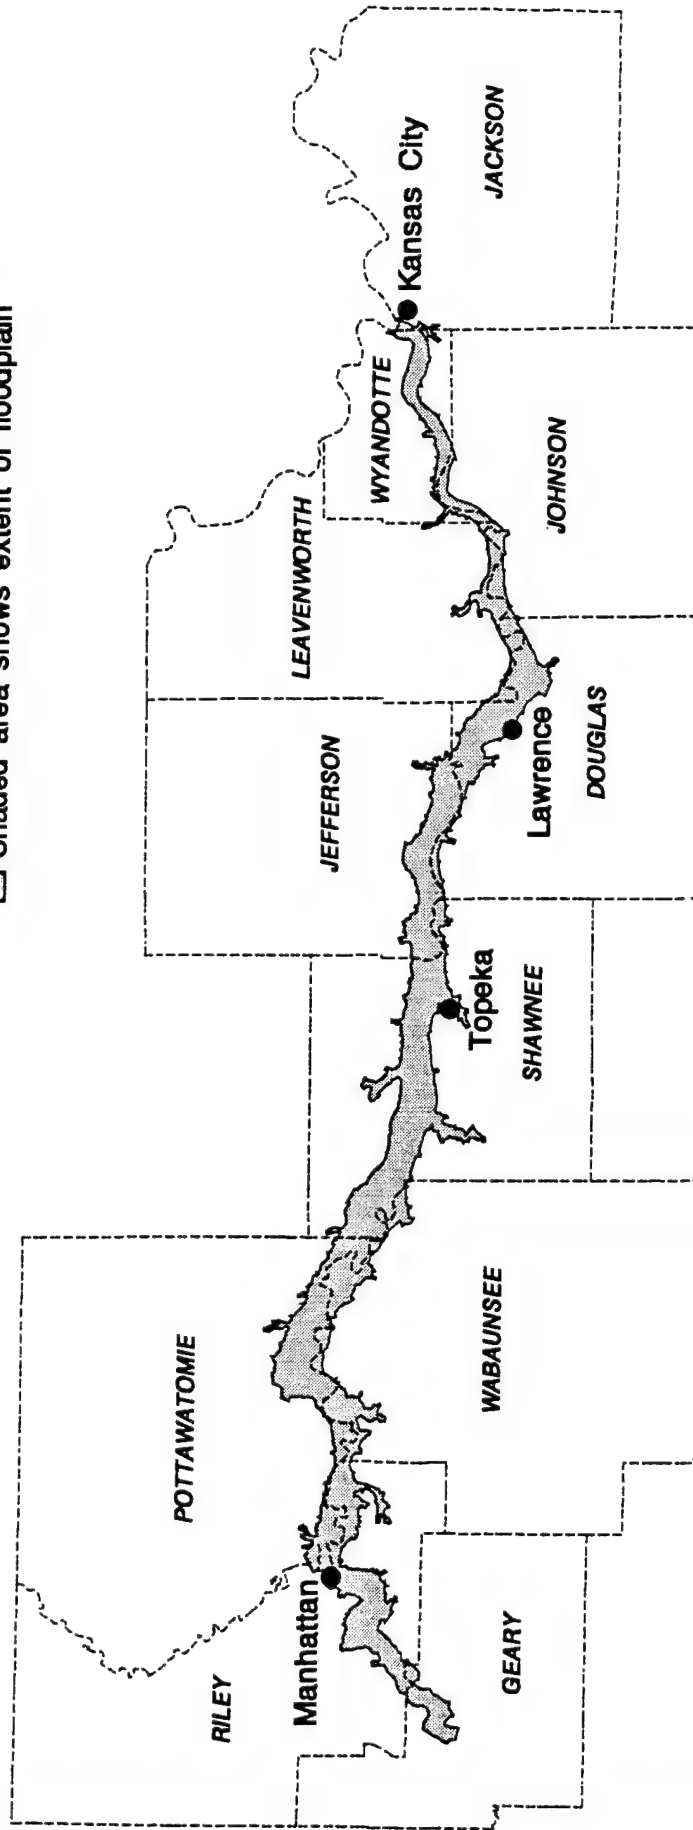 Shaded area shows extent of floodplain
JACKSON
Kansas City
WYANDOTTE
LEAVENWORTH
JOHNSON
JEFFERSON
Lawrence
DOUGLAS
Topeka
SHAWNEE
POTTAWATOMIE
WABAUNSEE
RILEY
Manhattan
GEARY